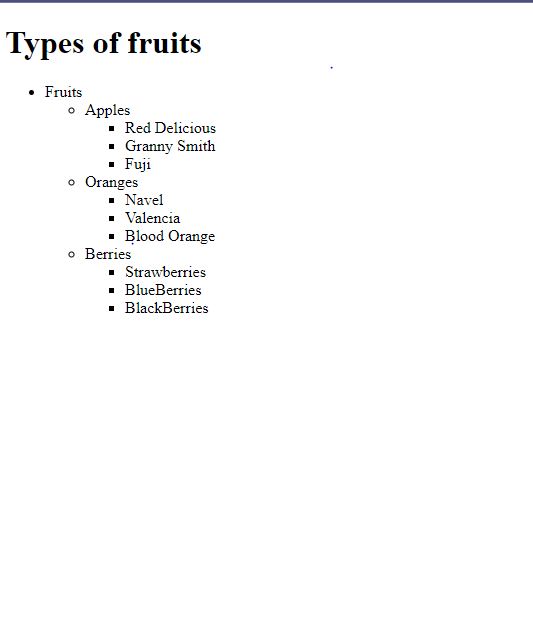 Types of fruits
Fruits
Apples
Red Delicious
Granny Smith
Fuji
Oranges
Navel
Valencia
Blood Orange
Berries
Strawberries
BlueBerries
BlackBerries